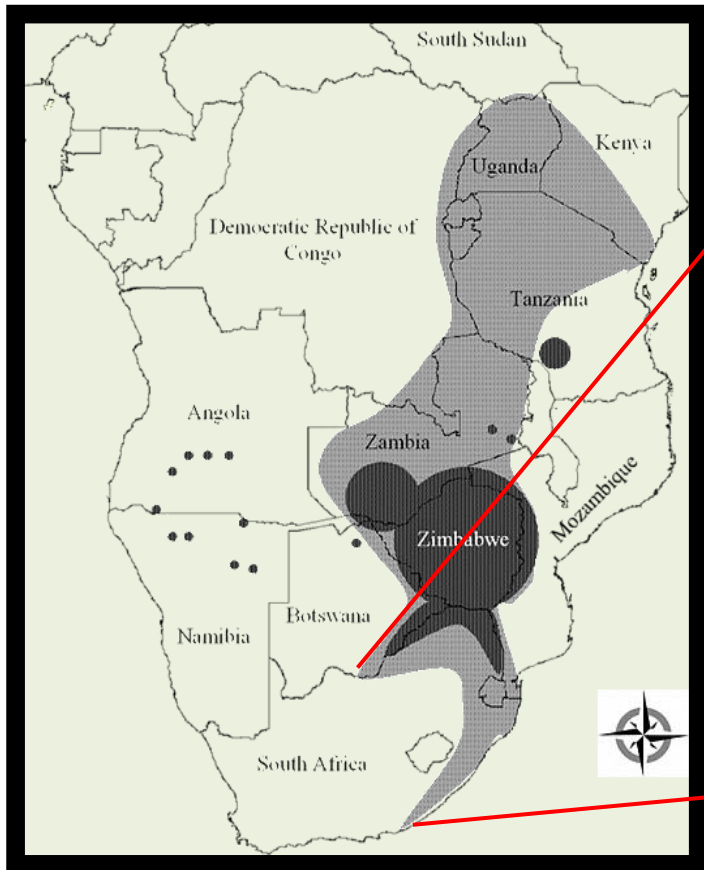 South Sudan
Kenya
Uganda
Democratic Republic of
Congo
Tanzania
Angola
Zambia
Mozambique
Zimbabwe
Botswana
Namibia
South Africa